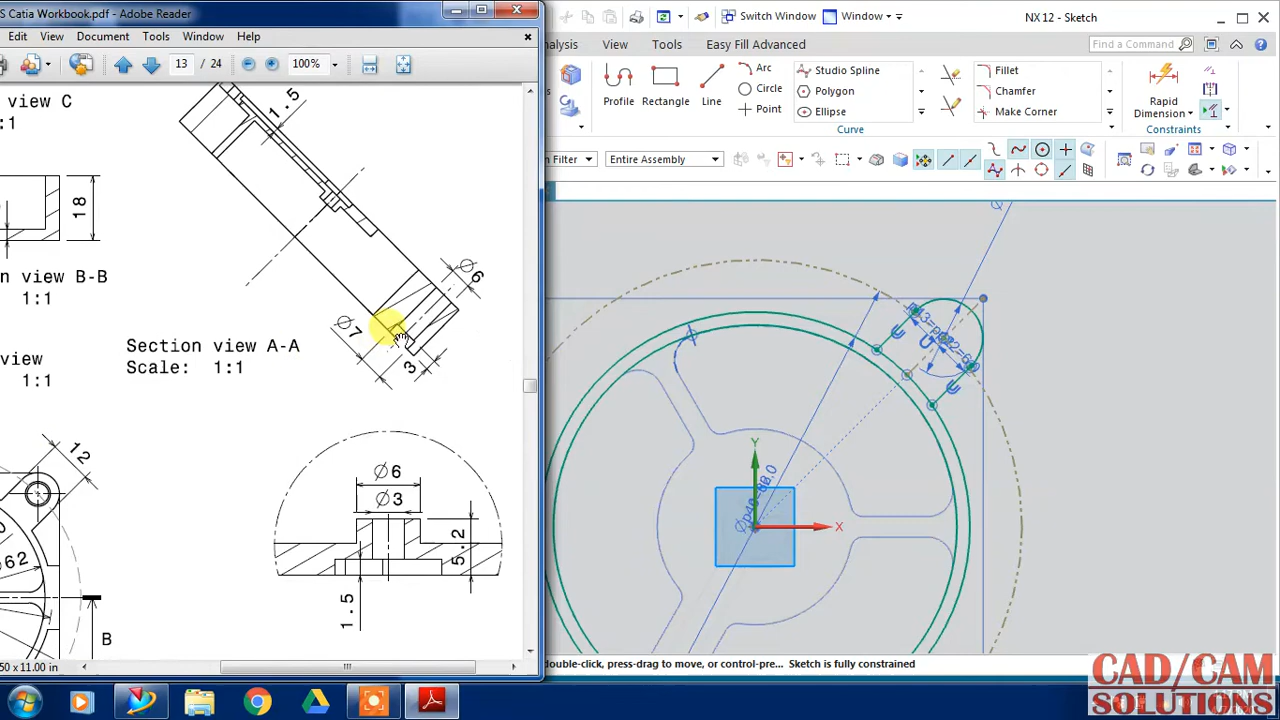 S Catia Workbook.pdf - Adobe Reader
Edit View Document Tools Window Help
13 / 24 100%
view C
:1
1.5
18
n view B-B
1:1
view
1:1
Ø6
Ø7
3
Section view A-A
Scale: 1:1
12
Ø62
B
Ø6
Ø3
5.2
1.5
50 x 11.00 in
Switch Window Window NX 12 - Sketch
nalysis View Tools Easy Fill Advanced Find a Command
Profile Rectangle Line
Arc
Circle
Point
Studio Spline
Polygon
Ellipse
Fillet
Chamfer
Make Corner
Rapid
Dimension
Curve Constraints
n Filter Entire Assembly
Y
X
double-click, press-drag to move, or control-pre... Sketch is fully constrained
CAD/CAM
SOLUTIONS